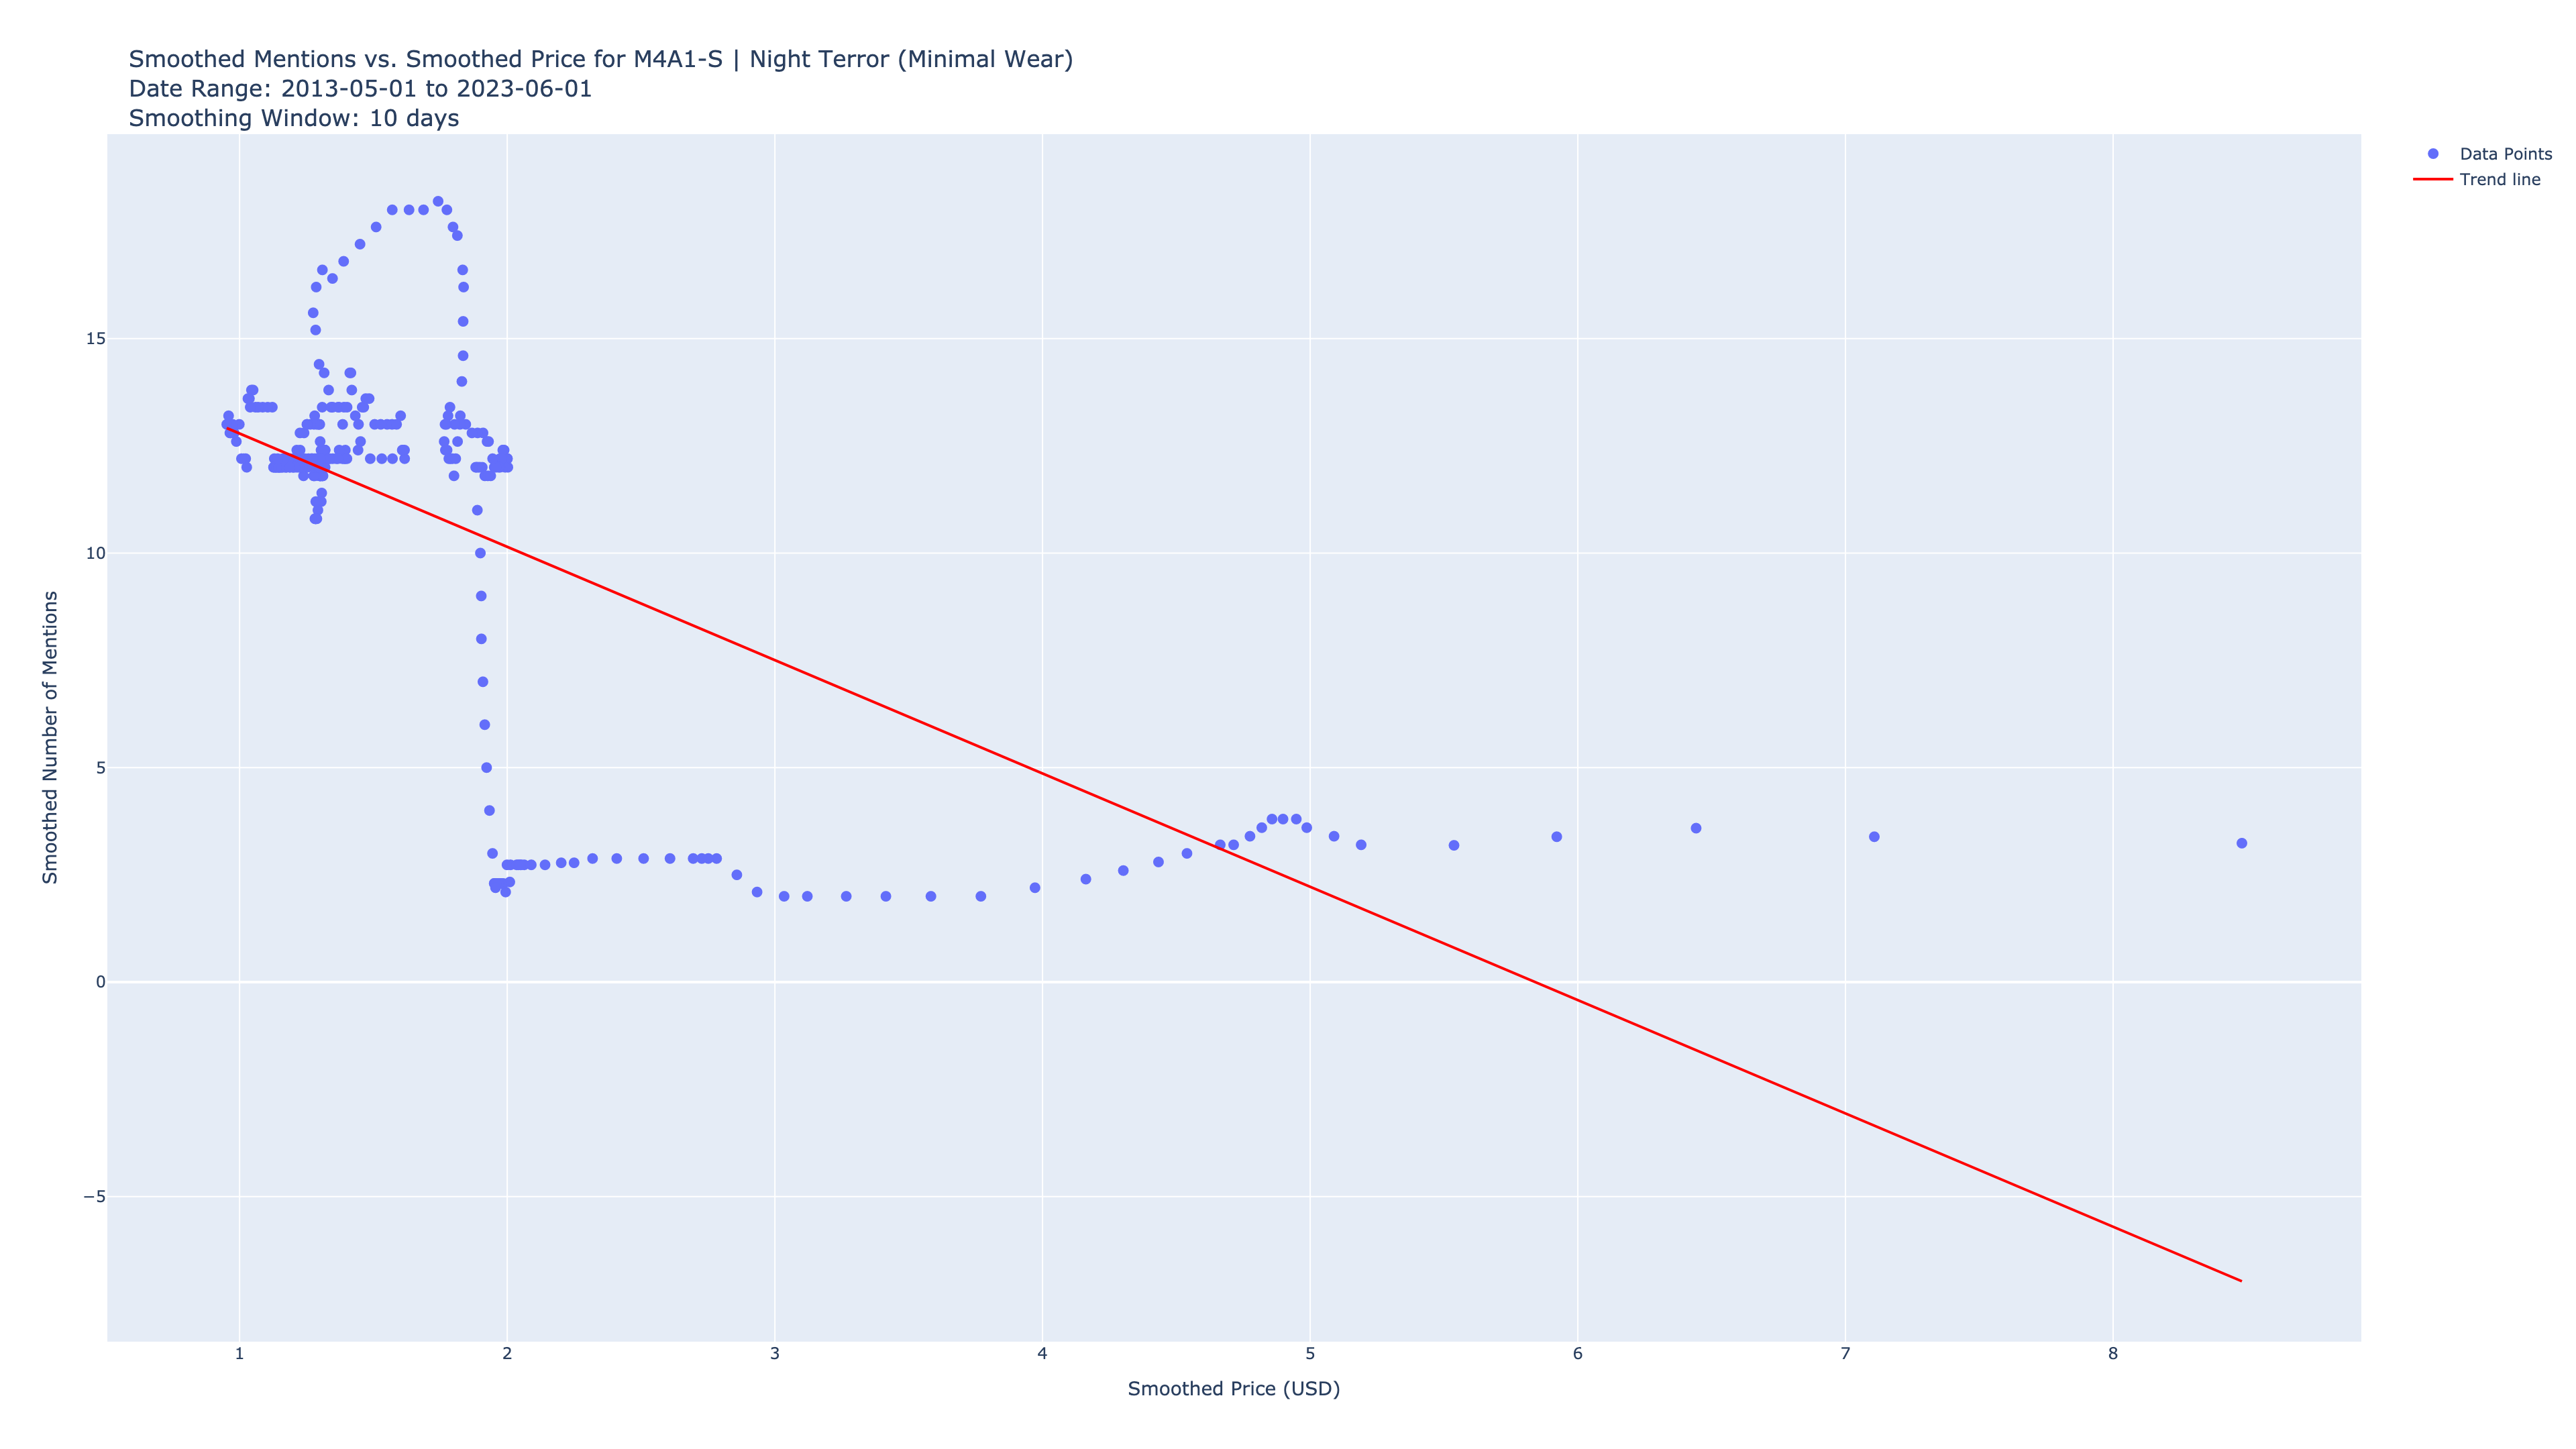 Smoothed Mentions vs. Smoothed Price for M4A1-S | Night Terror (Minimal Wear)
Date Range: 2013-05-01 to 2023-06-01
Smoothing Window: 10 days
Data Points
Trend line
15
10
5
0
−5
Smoothed Number of Mentions
1 2 3 4 5 6 7 8
Smoothed Price (USD)